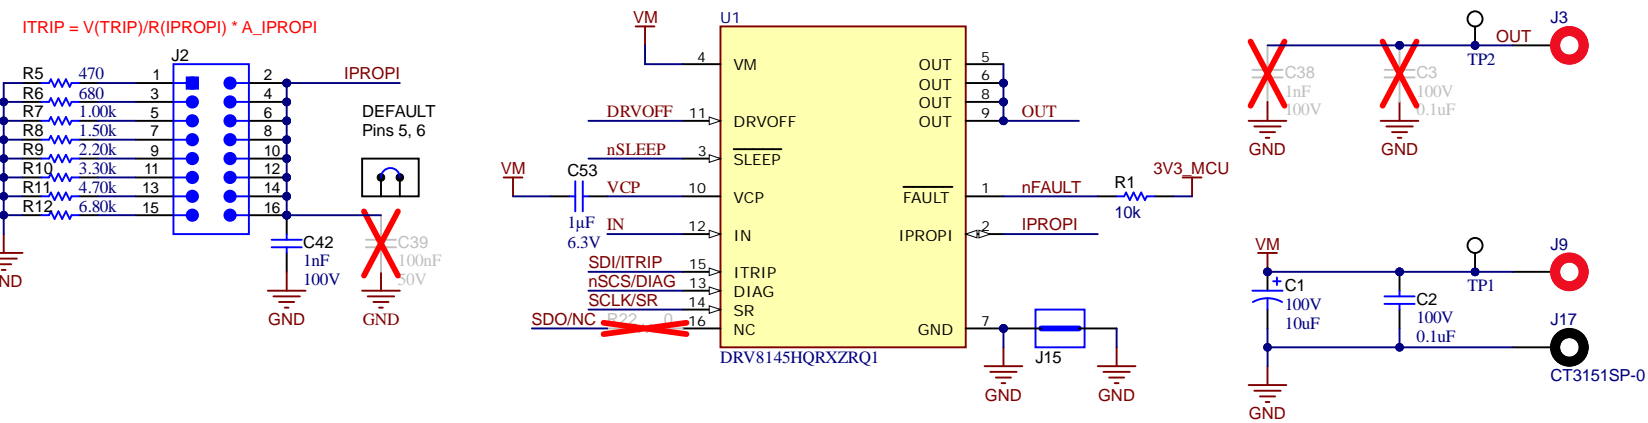 ITRIP = V(TRIP)/R(IPROPI) * A_IPROPI
J2
R5 470 1 2 IPROPI
R6 680 3 4
R7 1.00k 5 6
R8 1.50k 7 8
R9 2.20k 9 10
R10 3.30k 11 12
R11 4.70k 13 14
R12 6.80k 15 16
DEFAULT
Pins 5, 6
C42
1nF
100V
C39
100nF
50V
ND
GND
GND
VM
U1
4 VM
DRVOFF 11 DRVOFF
nSLEEP 3 SLEEP
VM
C53
1µF
6.3V
VCP 10 VCP
IN 12 IN
SDI/ITRIP 15 ITRIP
nSCS/DIAG 13 DIAG
SCLK/SR 14 SR
SDO/NC R22 0 16 NC
OUT 5
OUT 6
OUT 8
OUT 9 OUT
FAULT 1 nFAULT
R1
10k
3V3_MCU
IPROPI 2 IPROPI
GND 7
J15
GND
GND
DRV8145HQRXZRQ1
J3
OUT
TP2
C38
1nF
100V
C3
100V
0.1uF
GND
GND
VM
J9
TP1
C1
100V
10uF
+
C2
100V
0.1uF
J17
CT3151SP-0
GND